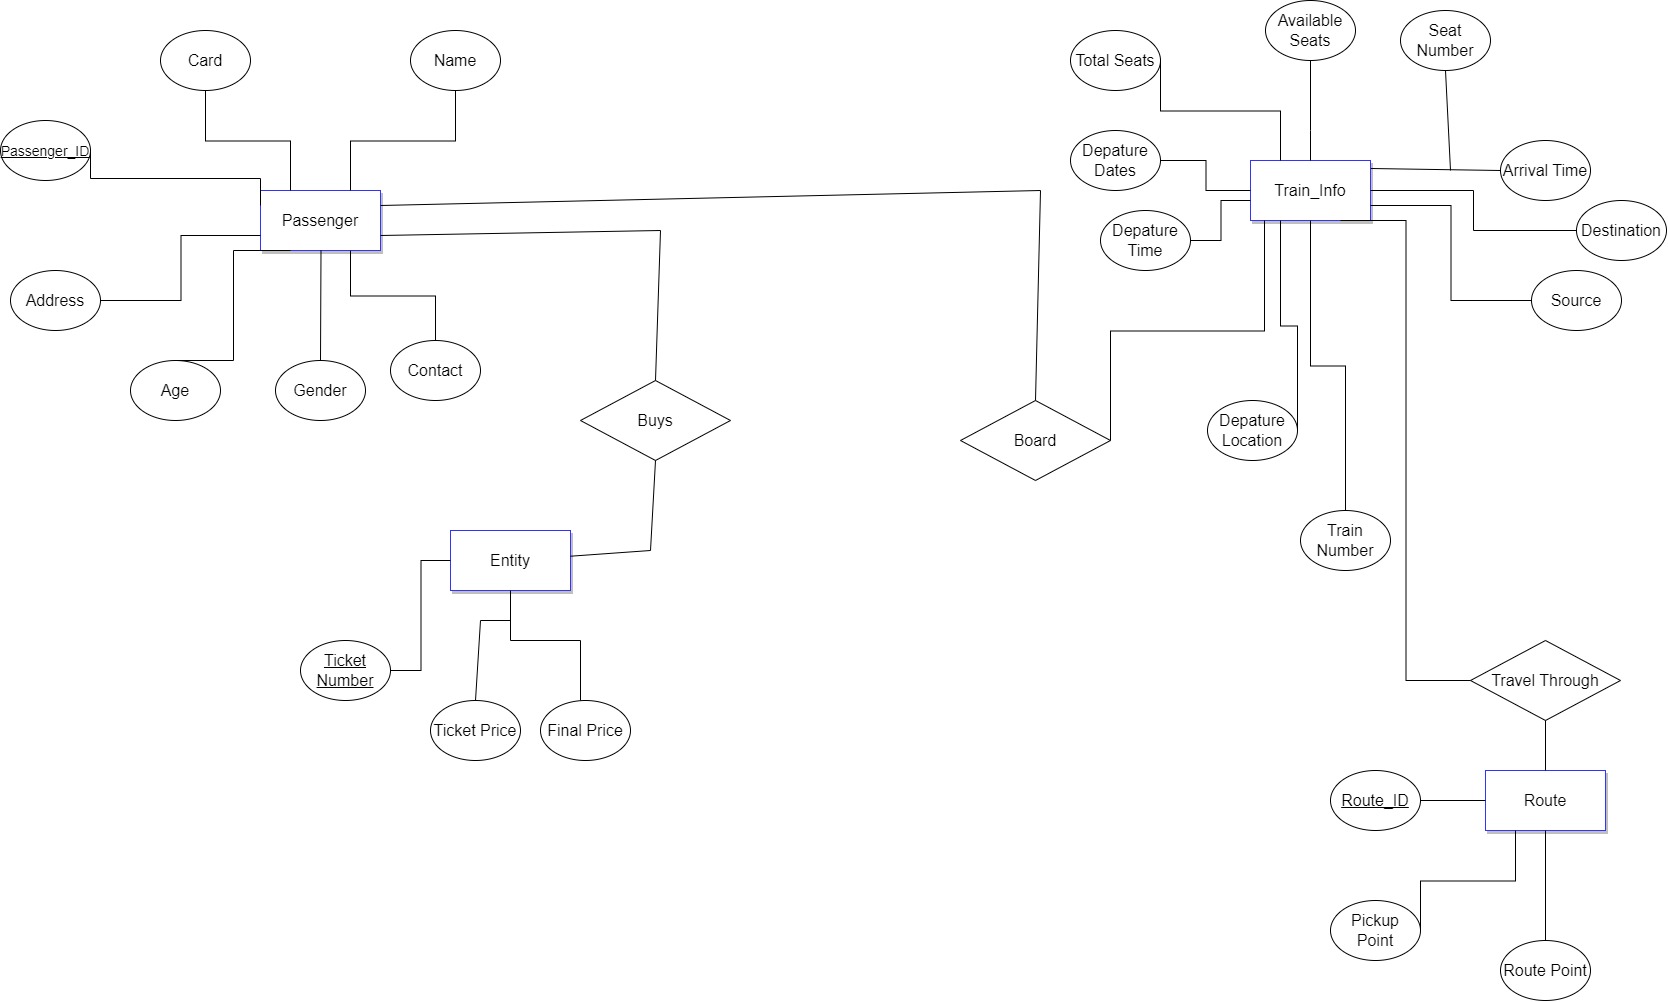 Card
Name
Passenger_ID
Passenger
Address
Age
Gender
Contact
Buys
Entity
Ticket
Number
Ticket Price
Final Price
Total Seats
Available
Seats
Seat
Number
Depature
Dates
Train_Info
Arrival Time
Depature
Time
Destination
Source
Board
Depature
Location
Train
Number
Travel Through
Route_ID
Route
Pickup
Point
Route Point